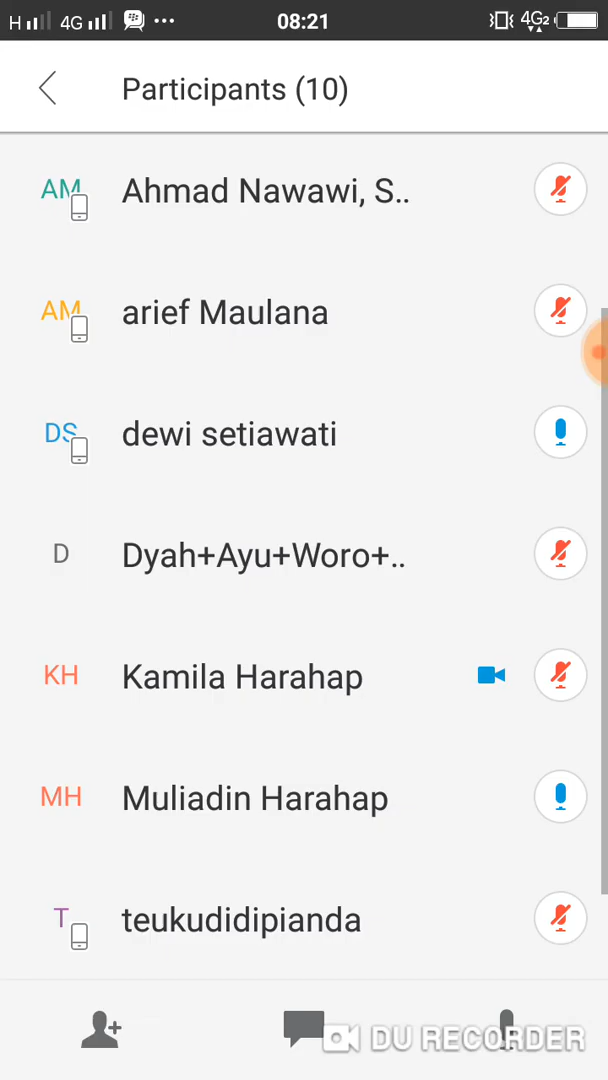 H 4G ... 08:21 4G2
Participants (10)
AM Ahmad Nawawi, S..
AM arief Maulana
DS dewi setiawati
D Dyah+Ayu+Woro+..
KH Kamila Harahap
MH Muliadin Harahap
T teukudidipianda
DU RECORDER